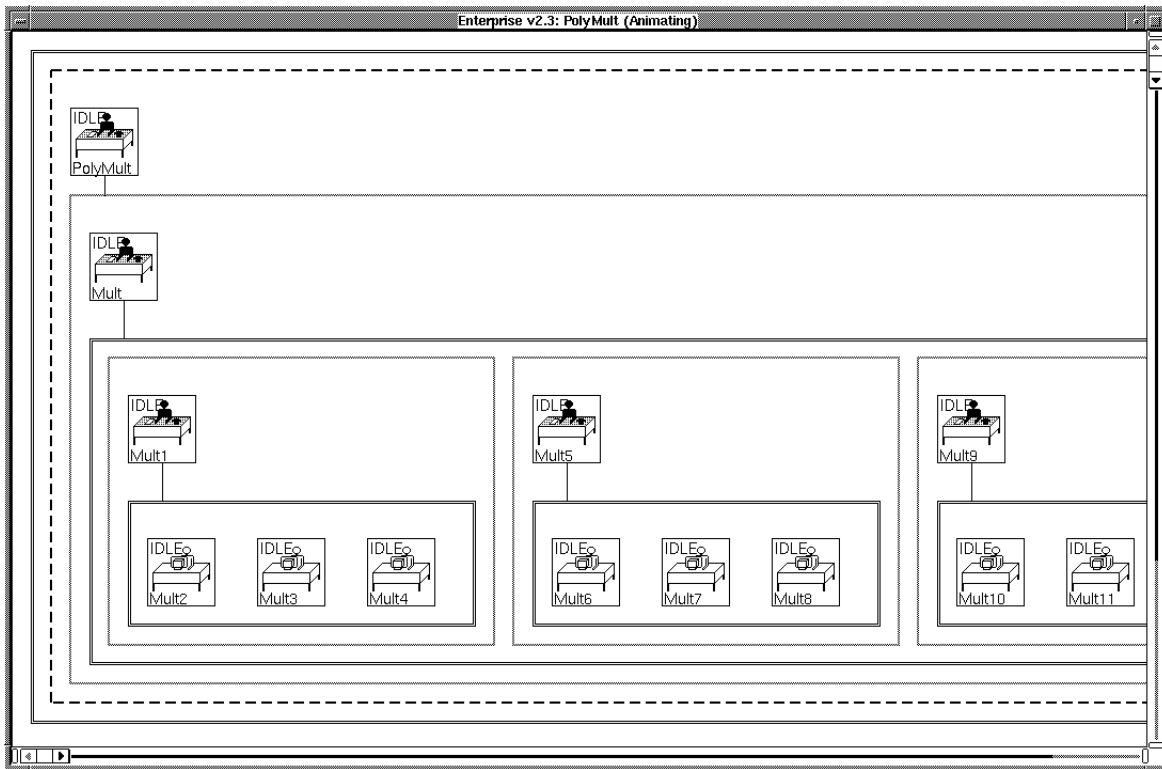 Enterprise v2.3: PolyMult (Animating)
IDLE
PolyMult
IDLE
Mult
IDLE
Mult1
IDLE
Mult5
IDLE
Mult9
IDLE
Mult2
IDLE
Mult3
IDLE
Mult4
IDLE
Mult6
IDLE
Mult7
IDLE
Mult8
IDLE
Mult10
IDLE
Mult11